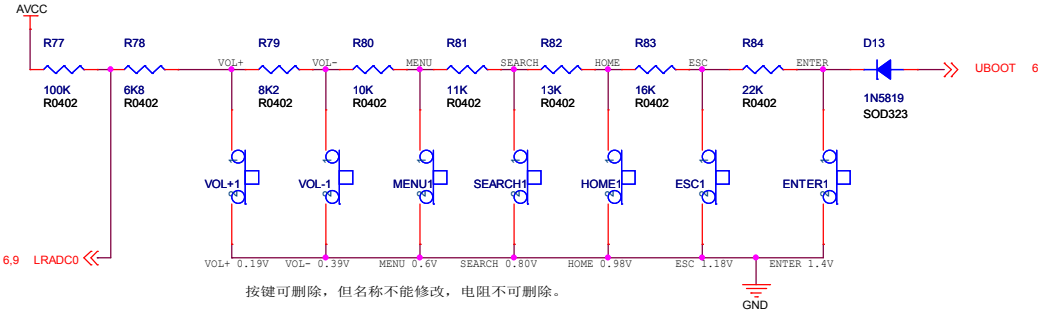 AVCC
R77 R78 R79 R80 R81 R82 R83 R84 D13
VOL+ VOL- MENU SEARCH HOME ESC ENTER
UBOOT 6
100K 6K8 8K2 10K 11K 13K 16K 22K 1N5819
R0402 R0402 R0402 R0402 R0402 R0402 R0402 R0402 SOD323
VOL+1 VOL-1 MENU1 SEARCH1 HOME1 ESC1 ENTER1
6,9 LRADC0
VOL+ 0.19V VOL- 0.39V MENU 0.6V SEARCH 0.80V HOME 0.98V ESC 1.18V ENTER 1.4V
按键可删除，但名称不能修改，电阻不可删除。
GND